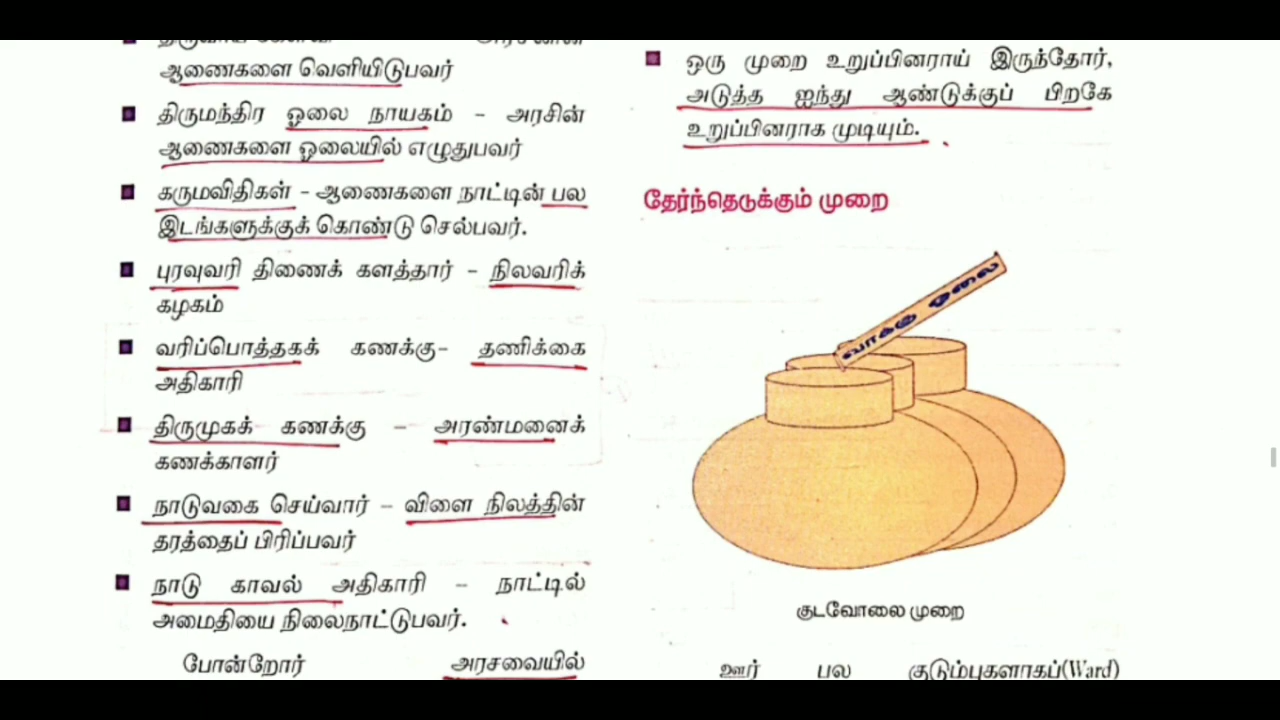 ஆணைகளை வெளியிடுபவர்
திருமந்திர ஓலை நாயகம் – அரசின்
ஆணைகளை ஓலையில் எழுதுபவர்
கருமவிதிகள் – ஆணைகளை நாட்டின் பல
இடங்களுக்குக் கொண்டு செல்பவர்.
புரவுவரி திணைக் களத்தார் – நிலவரிக்
கழகம்
வரிப்பொத்தகக் கணக்கு– தணிக்கை
அதிகாரி
திருமுகக் கணக்கு – அரண்மனைக்
கணக்காளர்
நாடுவகை செய்வார் – விளை நிலத்தின்
தரத்தைப் பிரிப்பவர்
நாடு காவல் அதிகாரி – நாட்டில்
அமைதியை நிலைநாட்டுபவர்.
போன்றோர் அரசவையில்
ஒரு முறை உறுப்பினராய் இருந்தோர்,
அடுத்த ஐந்து ஆண்டுக்குப் பிறகே
உறுப்பினராக முடியும்.
தேர்ந்தெடுக்கும் முறை
வாக்கு ஓலை
குடவோலை முறை
ஊர் பல குடும்புகளாகப்(Ward)